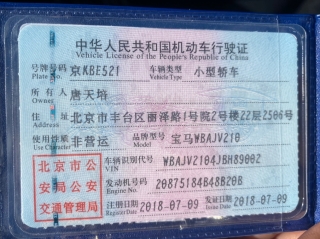 中华人民共和国机动车行驶证
Vehicle License of the People's Republic of China
号牌号码 京KBE521 车辆类型 小型轿车
Plate No. Vehicle Type
所有人 唐天培
Owner
住址 北京市丰台区丽泽路1号院2号楼22层2506号
Address
使用性质 非营运 品牌型号 宝马WBAJV210
Use Character Model
北京市公 车辆识别代号 WBAJV2104JBH89002
VIN
安局公安 发动机号码 20875184B48B20B
Engine No.
交通管理局 注册日期 2018-07-09 发证日期 2018-07-09
Register Date Issue Date